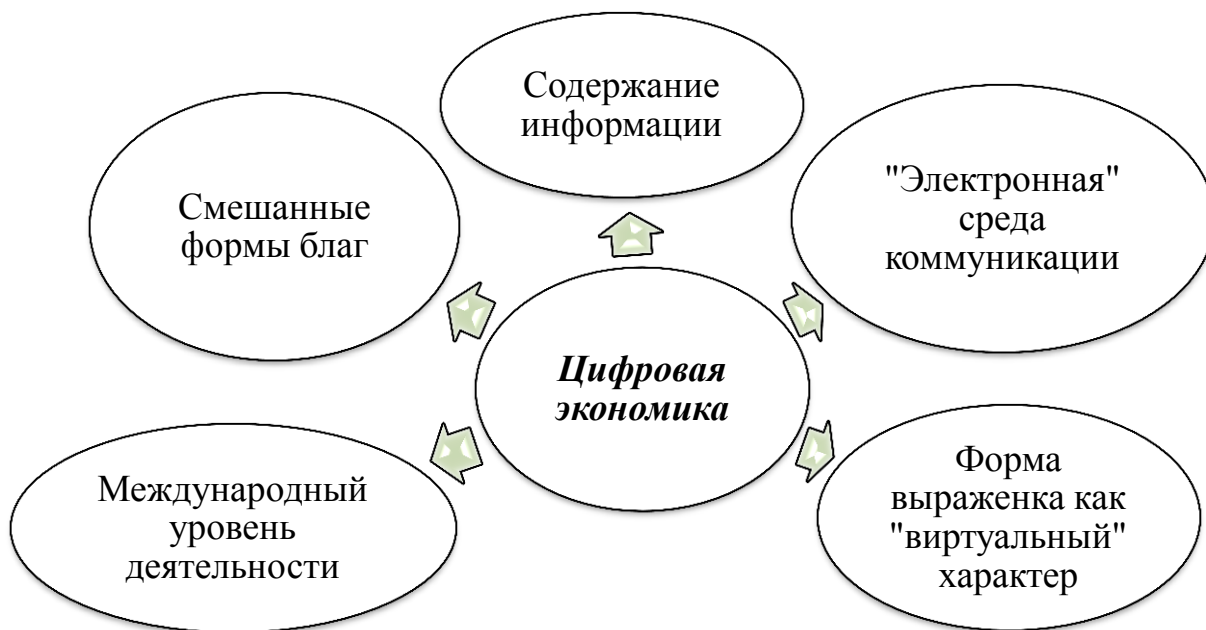 Содержание
информации
"Электронная"
среда
коммуникации
Смешанные
формы благ
Цифровая
экономика
Международный
уровень
деятельности
Форма
выраженка как
"виртуальный"
характер